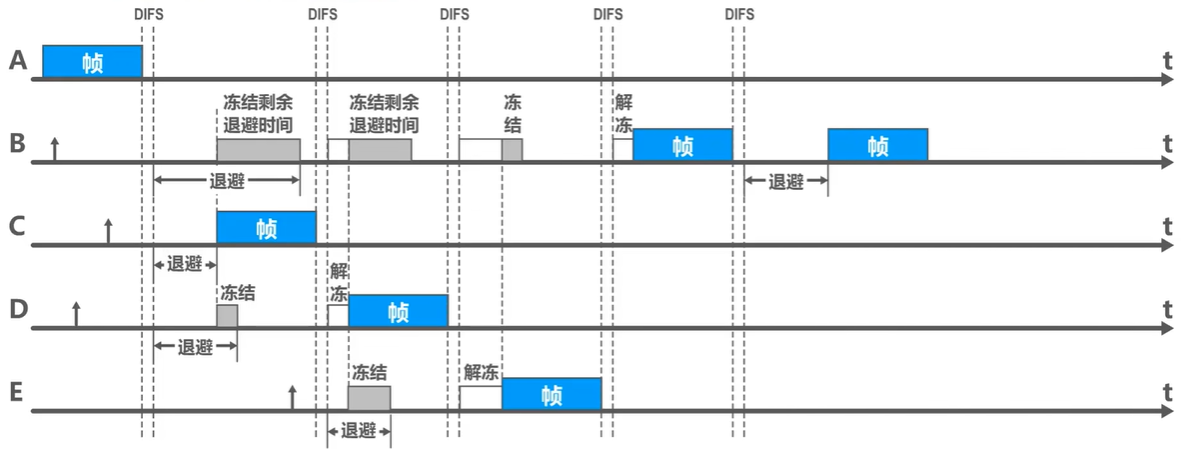 DIFS DIFS DIFS DIFS DIFS
A 帧 t
冻结剩余 冻结剩余 冻 解
退避时间 退避时间 结 冻
B 帧 帧 t
退避 退避
C 帧 t
退避 解
冻结 冻
D 帧 t
退避
冻结 解冻
E 帧 t
退避